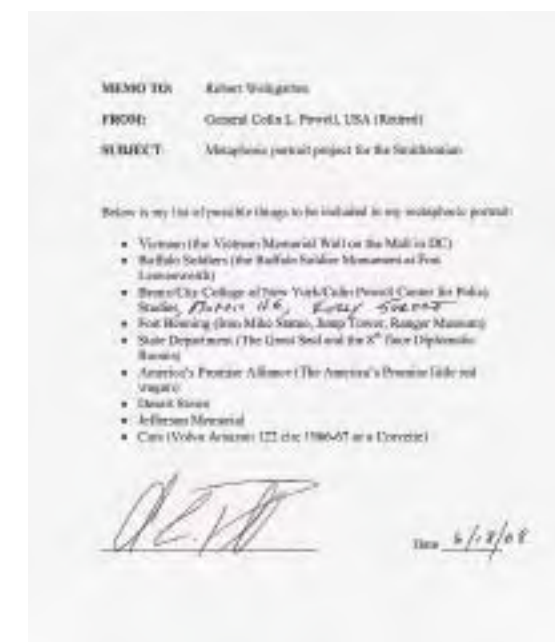 MEMO TO: Robert Weingarten
FROM: General Colin L. Powell, USA (Retired)
SUBJECT: Metaphoric portrait project for the Smithsonian
Below is my list of possible things to be included in my metaphoric portrait:
• Vietnam (the Vietnam Memorial Wall on the Mall in DC)
• Buffalo Soldiers (the Buffalo Soldier Monument at Fort
Leavenworth)
• Bronx/City College of New York/Colin Powell Center for Policy
Studies, Morris H.S, Kelly Street
• Fort Benning (Iron Mike Statue, Jump Tower, Ranger Museum)
• State Department (The Great Seal and the 8th floor Diplomatic
Rooms)
• America's Promise Alliance (The America's Promise little red
wagon)
• Desert Storm
• Jefferson Memorial
• Cars (Volvo Amazon 122 circ 1966-67 or a Corvette)
Date 6/18/08